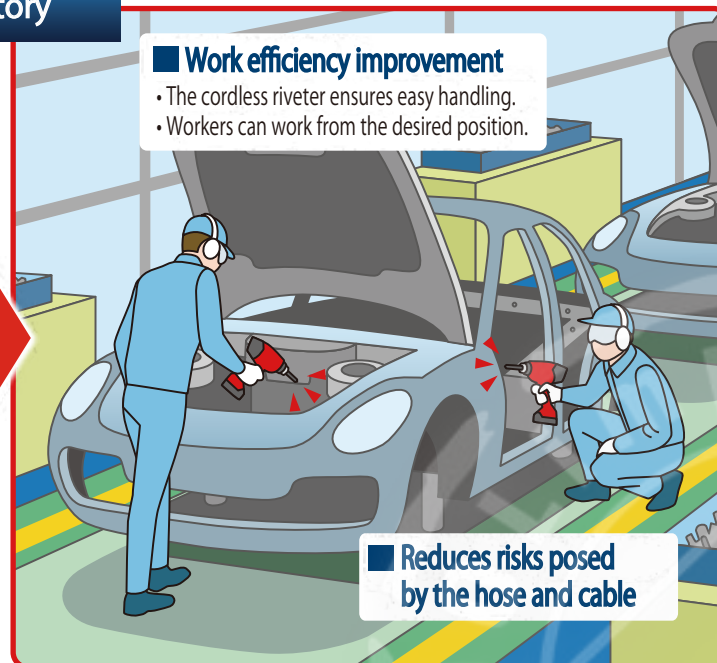 ■ Work efficiency improvement
• The cordless riveter ensures easy handling.
• Workers can work from the desired position.
■ Reduces risks posed
by the hose and cable